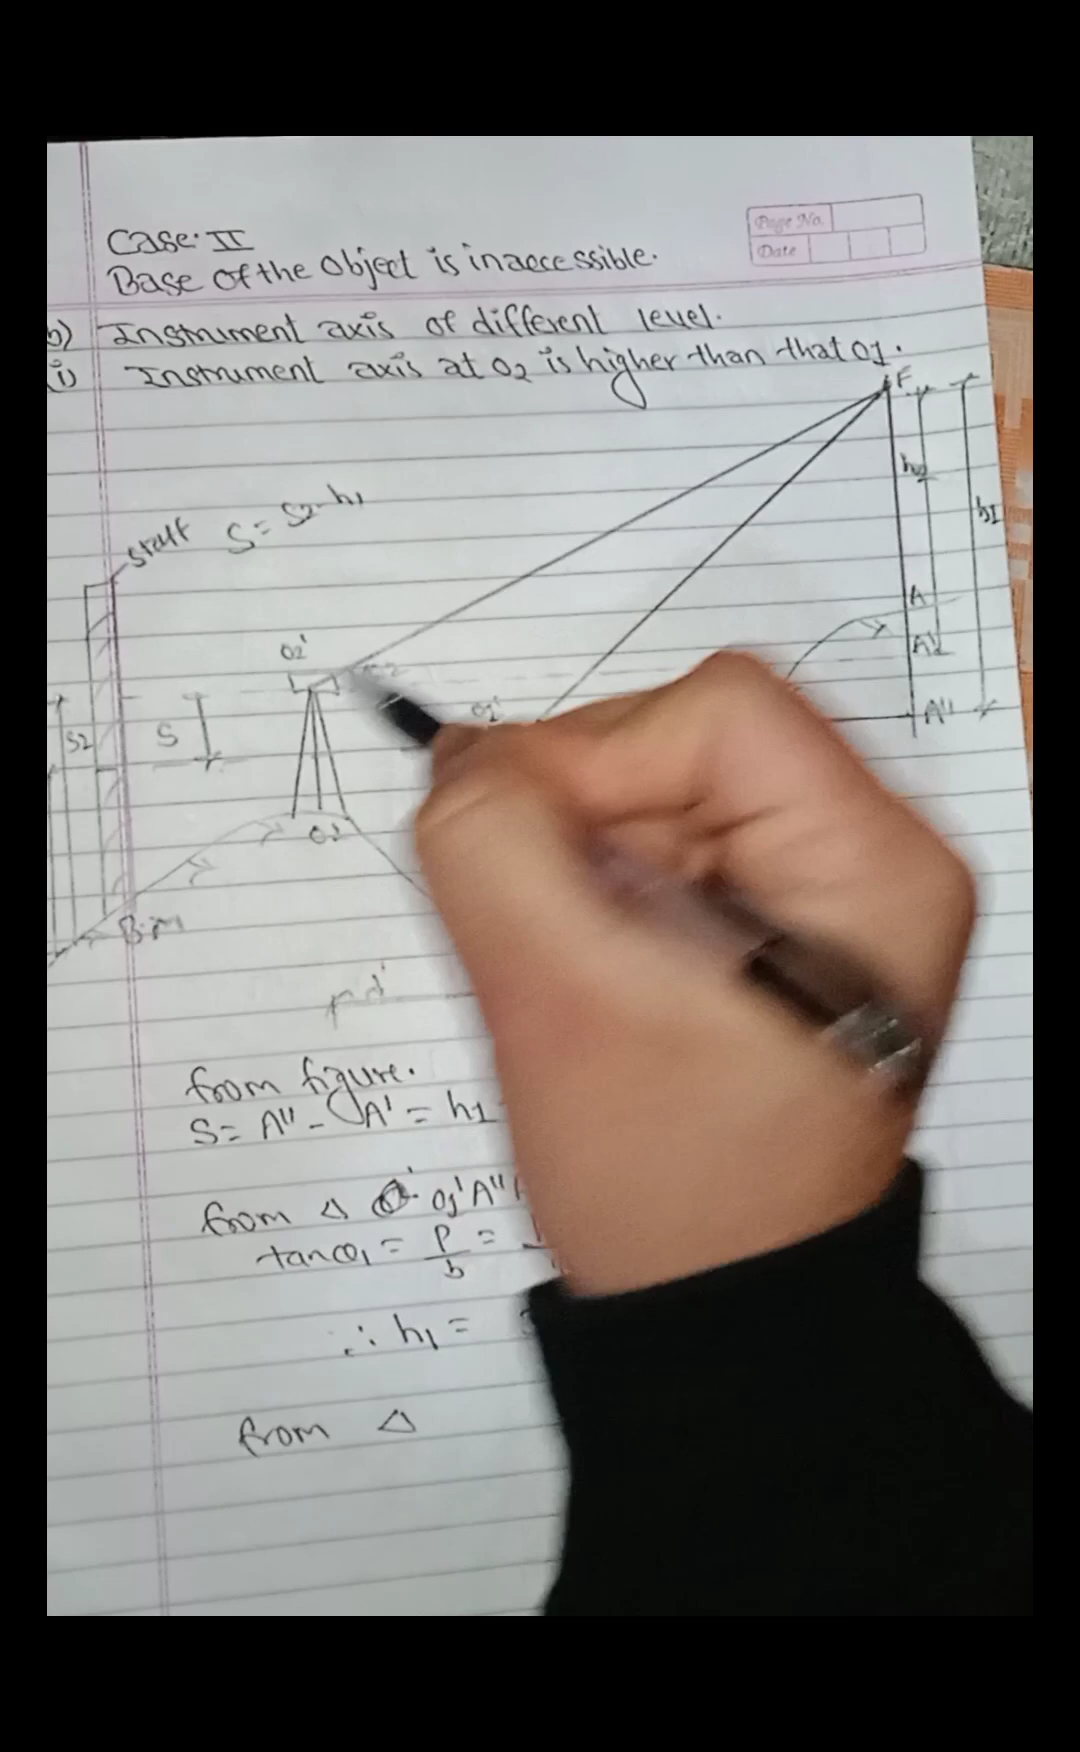 Page No.
Date
Case. II
Base of the Object is inaccessible.
b) Instrument axis of different level.
i) Instrument axis at O2 is higher than that O1.
F
h2
h1
staff
S = S2 - h1
A
A'
A"
O2'
O1'
S2
S
O2
B.M
d'
from figure.
S = A" - A' = h1
from Δ O1'A"
tanα1 = P/b =
∴ h1 =
from Δ